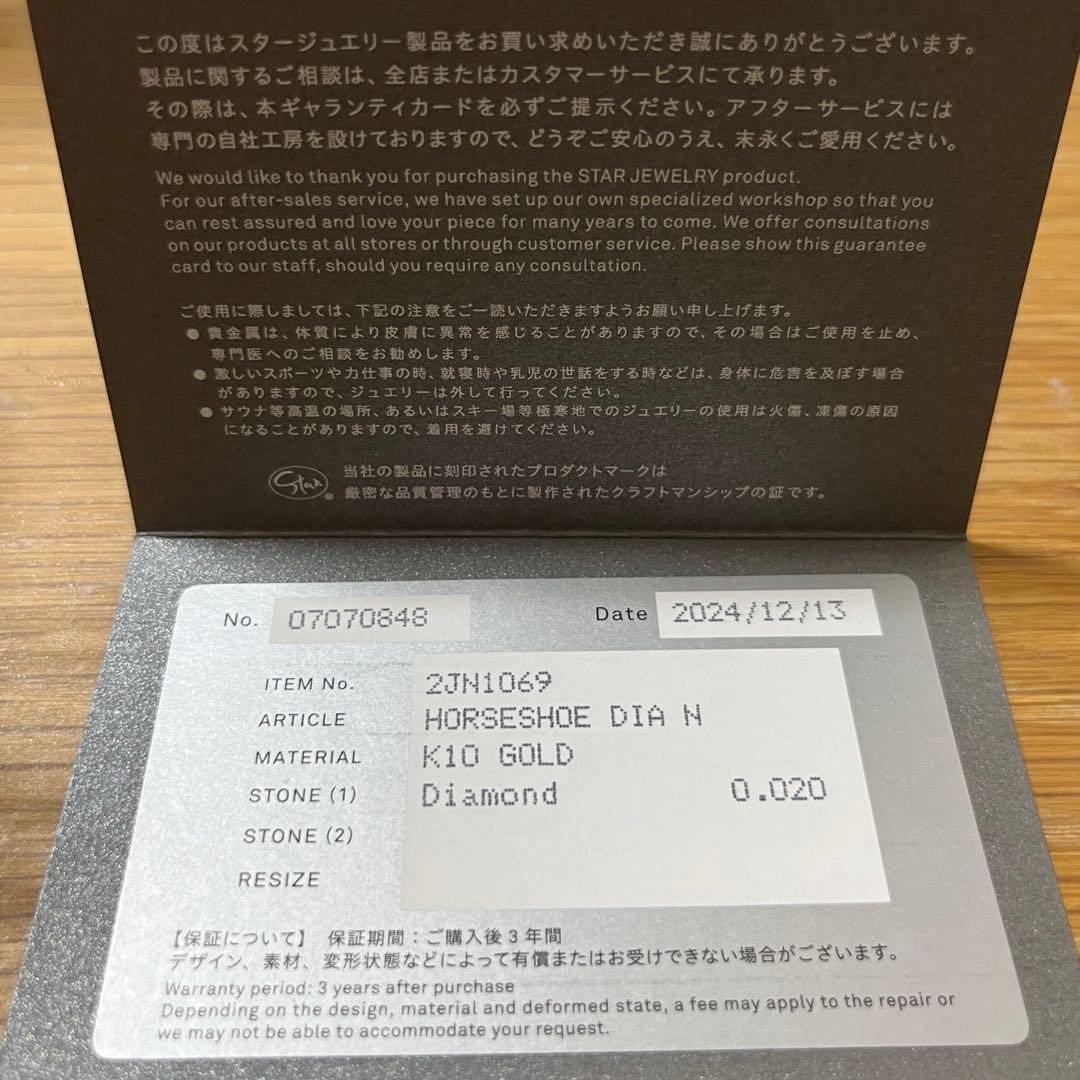 この度はスタージュエリー製品をお買い求めいただき誠にありがとうございます。
製品に関するご相談は、全店またはカスタマーサービスにて承ります。
その際は、本ギャランティカードを必ずご提示ください。アフターサービスには
専門の自社工房を設けておりますので、どうぞご安心のうえ、末永くご愛用ください。
We would like to thank you for purchasing the STAR JEWELRY product.
For our after-sales service, we have set up our own specialized workshop so that you
can rest assured and love your piece for many years to come. We offer consultations
on our products at all stores or through customer service. Please show this guarantee
card to our staff, should you require any consultation.
ご使用に際しましては、下記の注意をご一読いただきますようお願い申し上げます。
● 貴金属は、体質により皮膚に異常を感じることがありますので、その場合はご使用を止め、
専門医へのご相談をお勧めします。
● 激しいスポーツや力仕事の時、就寝時や乳児の世話をする時などは、身体に危害を及ぼす場合
がありますので、ジュエリーは外して行ってください。
● サウナ等高温の場所、あるいはスキー場等極寒地でのジュエリーの使用は火傷、凍傷の原因
になることがありますので、着用を避けてください。
Star ® 当社の製品に刻印されたプロダクトマークは
厳密な品質管理のもとに製作されたクラフトマンシップの証です。
No. 07070848 Date 2024/12/13
ITEM No. 2JN1069
ARTICLE HORSESHOE DIA N
MATERIAL K10 GOLD
STONE (1) Diamond 0.020
STONE (2)
RESIZE
【保証について】 保証期間：ご購入後3年間
デザイン、素材、変形状態などによって有償またはお受けできない場合がございます。
Warranty period: 3 years after purchase
Depending on the design, material and deformed state, a fee may apply to the repair or
we may not be able to accommodate your request.